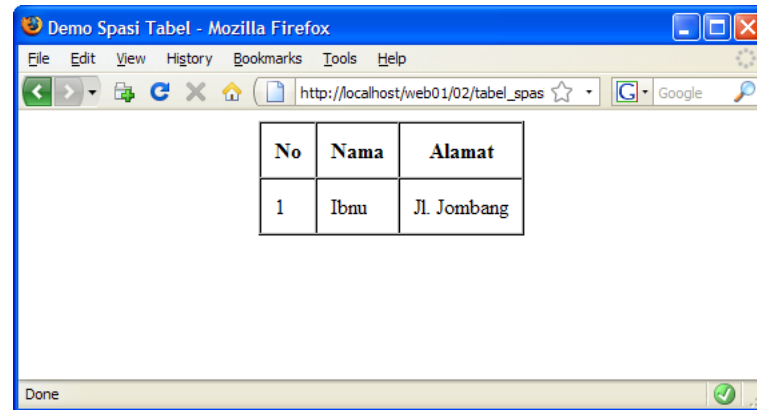 Demo Spasi Tabel - Mozilla Firefox
File Edit View History Bookmarks Tools Help
http://localhost/web01/02/tabel_spas G Google
No Nama Alamat
1 Ibnu Jl. Jombang
Done